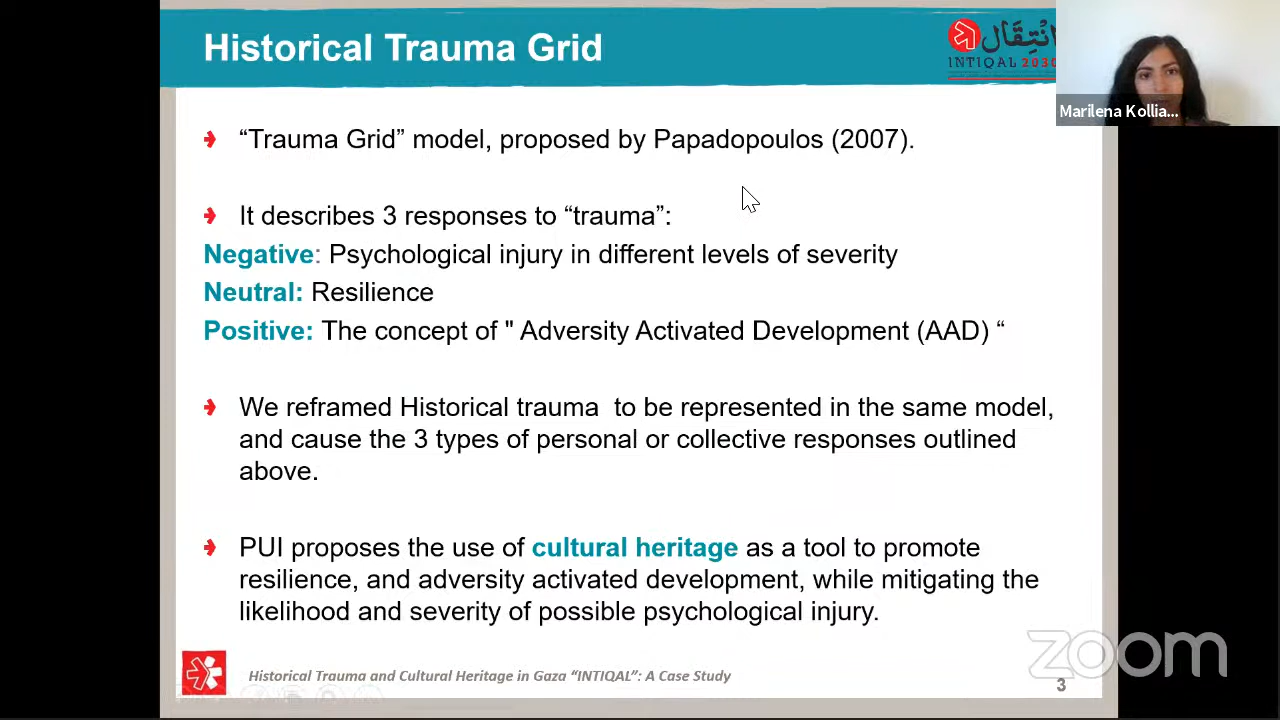 Historical Trauma Grid
انْتِقَال
INTIQAL 2030
Marilena Kollia...
“Trauma Grid” model, proposed by Papadopoulos (2007).
It describes 3 responses to “trauma”:
Negative: Psychological injury in different levels of severity
Neutral: Resilience
Positive: The concept of " Adversity Activated Development (AAD) “
We reframed Historical trauma to be represented in the same model,
and cause the 3 types of personal or collective responses outlined
above.
PUI proposes the use of cultural heritage as a tool to promote
resilience, and adversity activated development, while mitigating the
likelihood and severity of possible psychological injury.
Historical Trauma and Cultural Heritage in Gaza “INTIQAL”: A Case Study
3
zoom